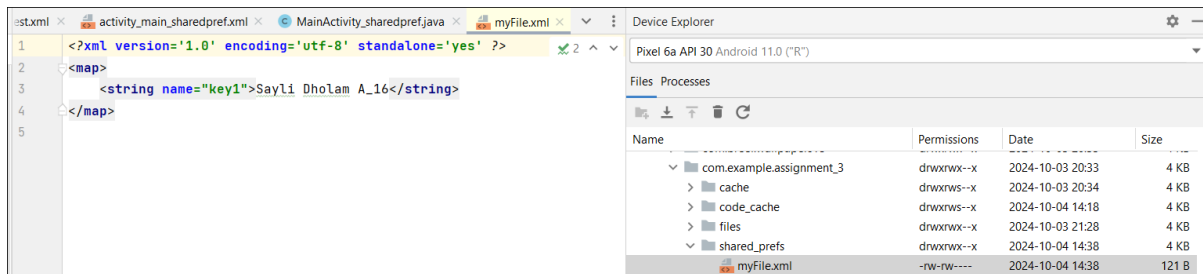 est.xml activity_main_sharedpref.xml MainActivity_sharedpref.java myFile.xml
1 <?xml version='1.0' encoding='utf-8' standalone='yes' ?> 2
2 <map>
3 <string name="key1">Sayli Dholam A_16</string>
4 </map>
5
Device Explorer
Pixel 6a API 30 Android 11.0 ("R")
Files Processes
Name Permissions Date Size
com.example.assignment_3 drwxrwx--x 2024-10-03 20:33 4 KB
cache drwxrws--x 2024-10-03 20:34 4 KB
code_cache drwxrws--x 2024-10-04 14:18 4 KB
files drwxrwx--x 2024-10-03 21:28 4 KB
shared_prefs drwxrwx--x 2024-10-04 14:38 4 KB
myFile.xml -rw-rw---- 2024-10-04 14:38 121 B